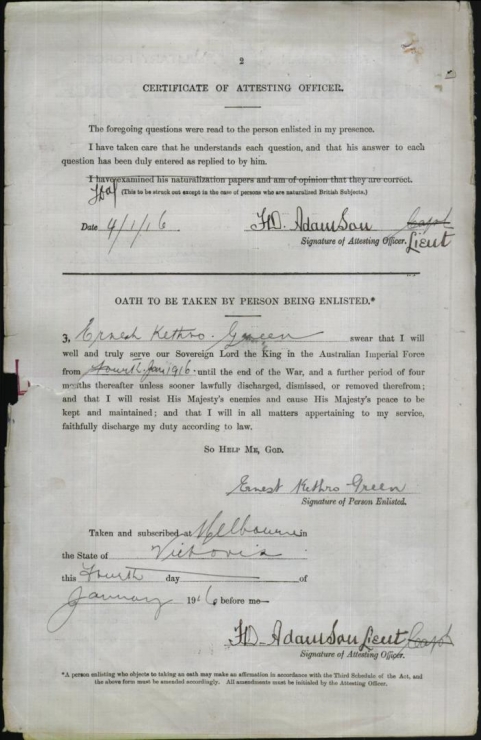 2
CERTIFICATE OF ATTESTING OFFICER.
The foregoing questions were read to the person enlisted in my presence.
I have taken care that he understands each question, and that his answer to each
question has been duly entered as replied to by him.
I have examined his naturalization papers and am of opinion that they are correct.
(This to be struck out except in the case of persons who are naturalized British Subjects.)
Date 4/1/16 F.D. Adamson Capt
Signature of Attesting Officer. Lieut
OATH TO BE TAKEN BY PERSON BEING ENLISTED.*
3, Ernest Kethro Green swear that I will
well and truly serve our Sovereign Lord the King in the Australian Imperial Force
from Fourth Jan 1916 until the end of the War, and a further period of four
months thereafter unless sooner lawfully discharged, dismissed, or removed therefrom;
and that I will resist His Majesty's enemies and cause His Majesty's peace to be
kept and maintained; and that I will in all matters appertaining to my service,
faithfully discharge my duty according to law.
SO HELP ME, GOD.
Ernest Kethro Green
Signature of Person Enlisted.
Taken and subscribed at Melbourne in
the State of Victoria
this Fourth day of
January 1916, before me—
F.D. Adamson Lieut Capt
Signature of Attesting Officer.
*A person enlisting who objects to taking an oath may make an affirmation in accordance with the Third Schedule of the Act, and
the above form must be amended accordingly. All amendments must be initialed by the Attesting Officer.